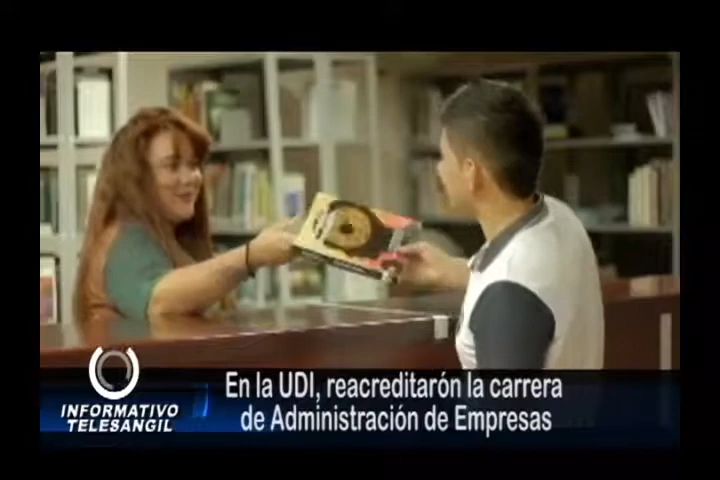 En la UDI, reacreditarón la carrera
de Administración de Empresas
INFORMATIVO
TELESANGIL